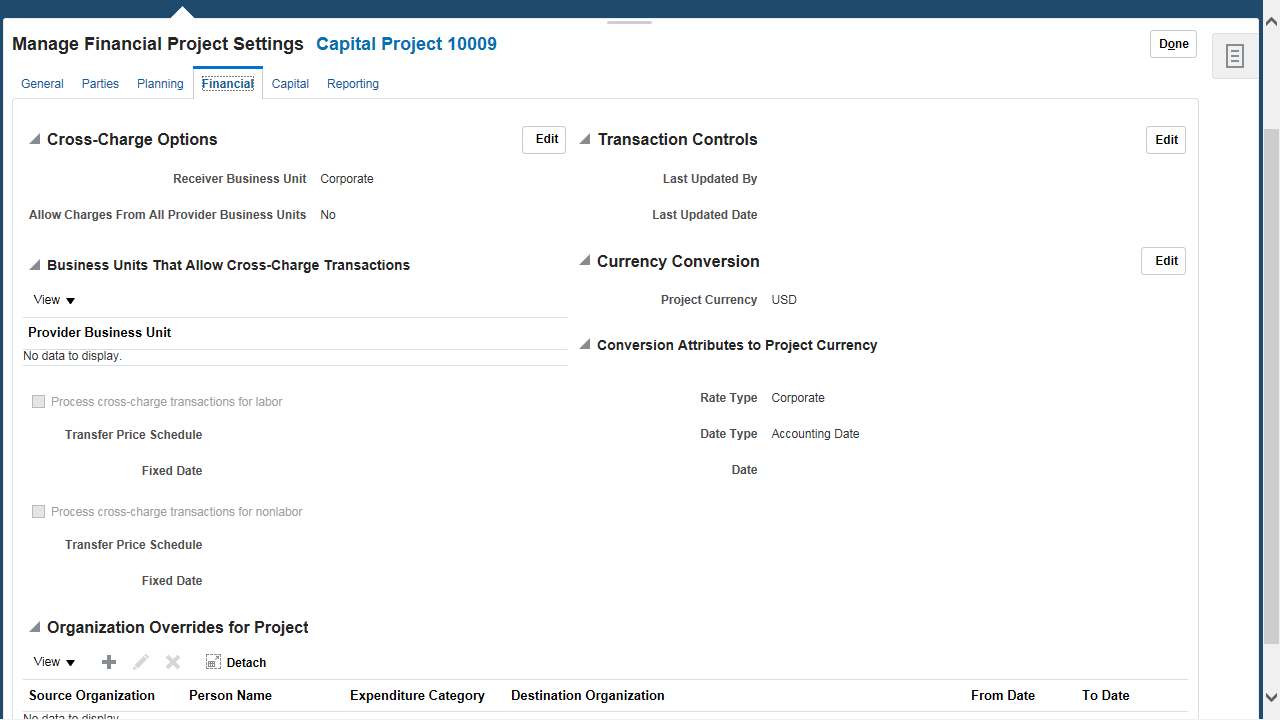 Manage Financial Project Settings Capital Project 10009
Done
General Parties Planning Financial Capital Reporting
Cross-Charge Options
Edit
Receiver Business Unit Corporate
Allow Charges From All Provider Business Units No
Business Units That Allow Cross-Charge Transactions
View
Provider Business Unit
No data to display.
Process cross-charge transactions for labor
Transfer Price Schedule
Fixed Date
Process cross-charge transactions for nonlabor
Transfer Price Schedule
Fixed Date
Transaction Controls
Edit
Last Updated By
Last Updated Date
Currency Conversion
Edit
Project Currency USD
Conversion Attributes to Project Currency
Rate Type Corporate
Date Type Accounting Date
Date
Organization Overrides for Project
View Detach
Source Organization Person Name Expenditure Category Destination Organization From Date To Date
No data to display.